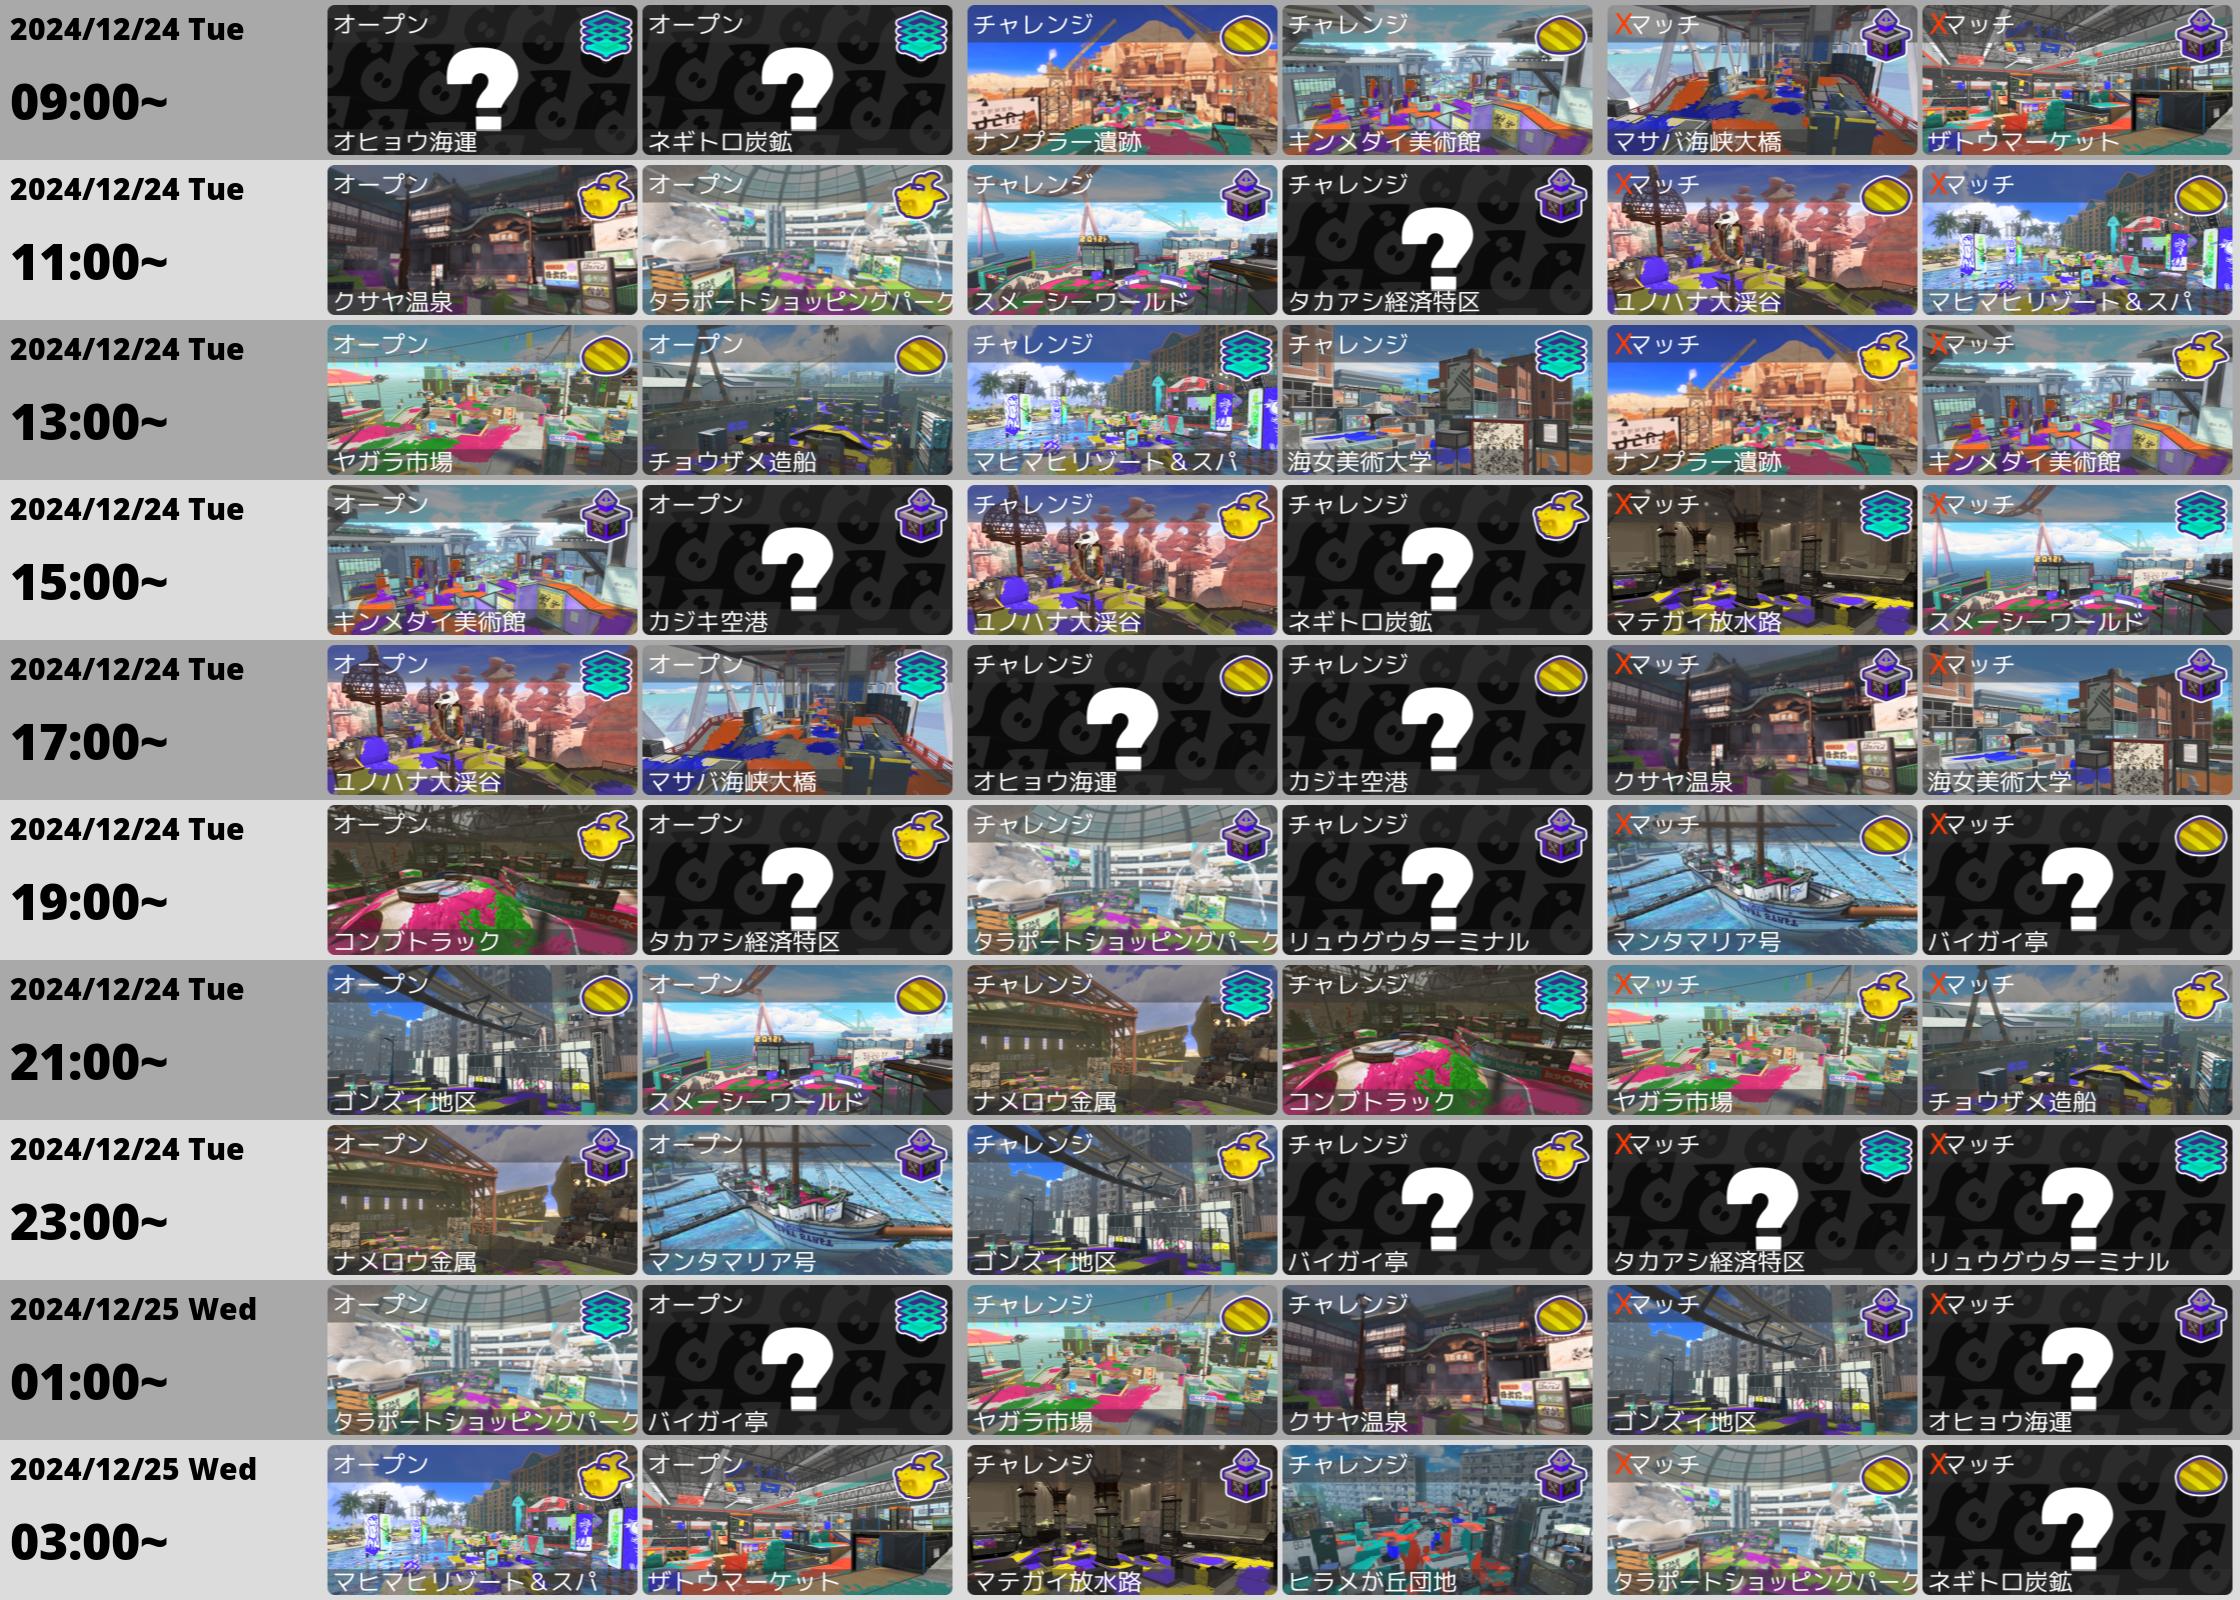 2024/12/24 Tue
09:00~
オープン
オヒョウ海運
オープン
ネギトロ炭鉱
チャレンジ
ナンプラー遺跡
チャレンジ
キンメダイ美術館
Xマッチ
マサバ海峡大橋
Xマッチ
ザトウマーケット
2024/12/24 Tue
11:00~
オープン
クサヤ温泉
オープン
タラポートショッピングパーク
チャレンジ
スメーシーワールド
チャレンジ
タカアシ経済特区
Xマッチ
ユノハナ大渓谷
Xマッチ
マヒマヒリゾート&スパ
2024/12/24 Tue
13:00~
オープン
ヤガラ市場
オープン
チョウザメ造船
チャレンジ
マヒマヒリゾート&スパ
チャレンジ
海女美術大学
Xマッチ
ナンプラー遺跡
Xマッチ
キンメダイ美術館
2024/12/24 Tue
15:00~
オープン
キンメダイ美術館
オープン
カジキ空港
チャレンジ
ユノハナ大渓谷
チャレンジ
ネギトロ炭鉱
Xマッチ
マテガイ放水路
Xマッチ
スメーシーワールド
2024/12/24 Tue
17:00~
オープン
ユノハナ大渓谷
オープン
マサバ海峡大橋
チャレンジ
オヒョウ海運
チャレンジ
カジキ空港
Xマッチ
クサヤ温泉
Xマッチ
海女美術大学
2024/12/24 Tue
19:00~
オープン
コンブトラック
オープン
タカアシ経済特区
チャレンジ
タラポートショッピングパーク
チャレンジ
リュウグウターミナル
Xマッチ
マンタマリア号
Xマッチ
バイガイ亭
2024/12/24 Tue
21:00~
オープン
ゴンズイ地区
オープン
スメーシーワールド
チャレンジ
ナメロウ金属
チャレンジ
コンブトラック
Xマッチ
ヤガラ市場
Xマッチ
チョウザメ造船
2024/12/24 Tue
23:00~
オープン
ナメロウ金属
オープン
マンタマリア号
チャレンジ
ゴンズイ地区
チャレンジ
バイガイ亭
Xマッチ
タカアシ経済特区
Xマッチ
リュウグウターミナル
2024/12/25 Wed
01:00~
オープン
タラポートショッピングパーク
オープン
バイガイ亭
チャレンジ
ヤガラ市場
チャレンジ
クサヤ温泉
Xマッチ
ゴンズイ地区
Xマッチ
オヒョウ海運
2024/12/25 Wed
03:00~
オープン
マヒマヒリゾート&スパ
オープン
ザトウマーケット
チャレンジ
マテガイ放水路
チャレンジ
ヒラメが丘団地
Xマッチ
タラポートショッピングパーク
Xマッチ
ネギトロ炭鉱